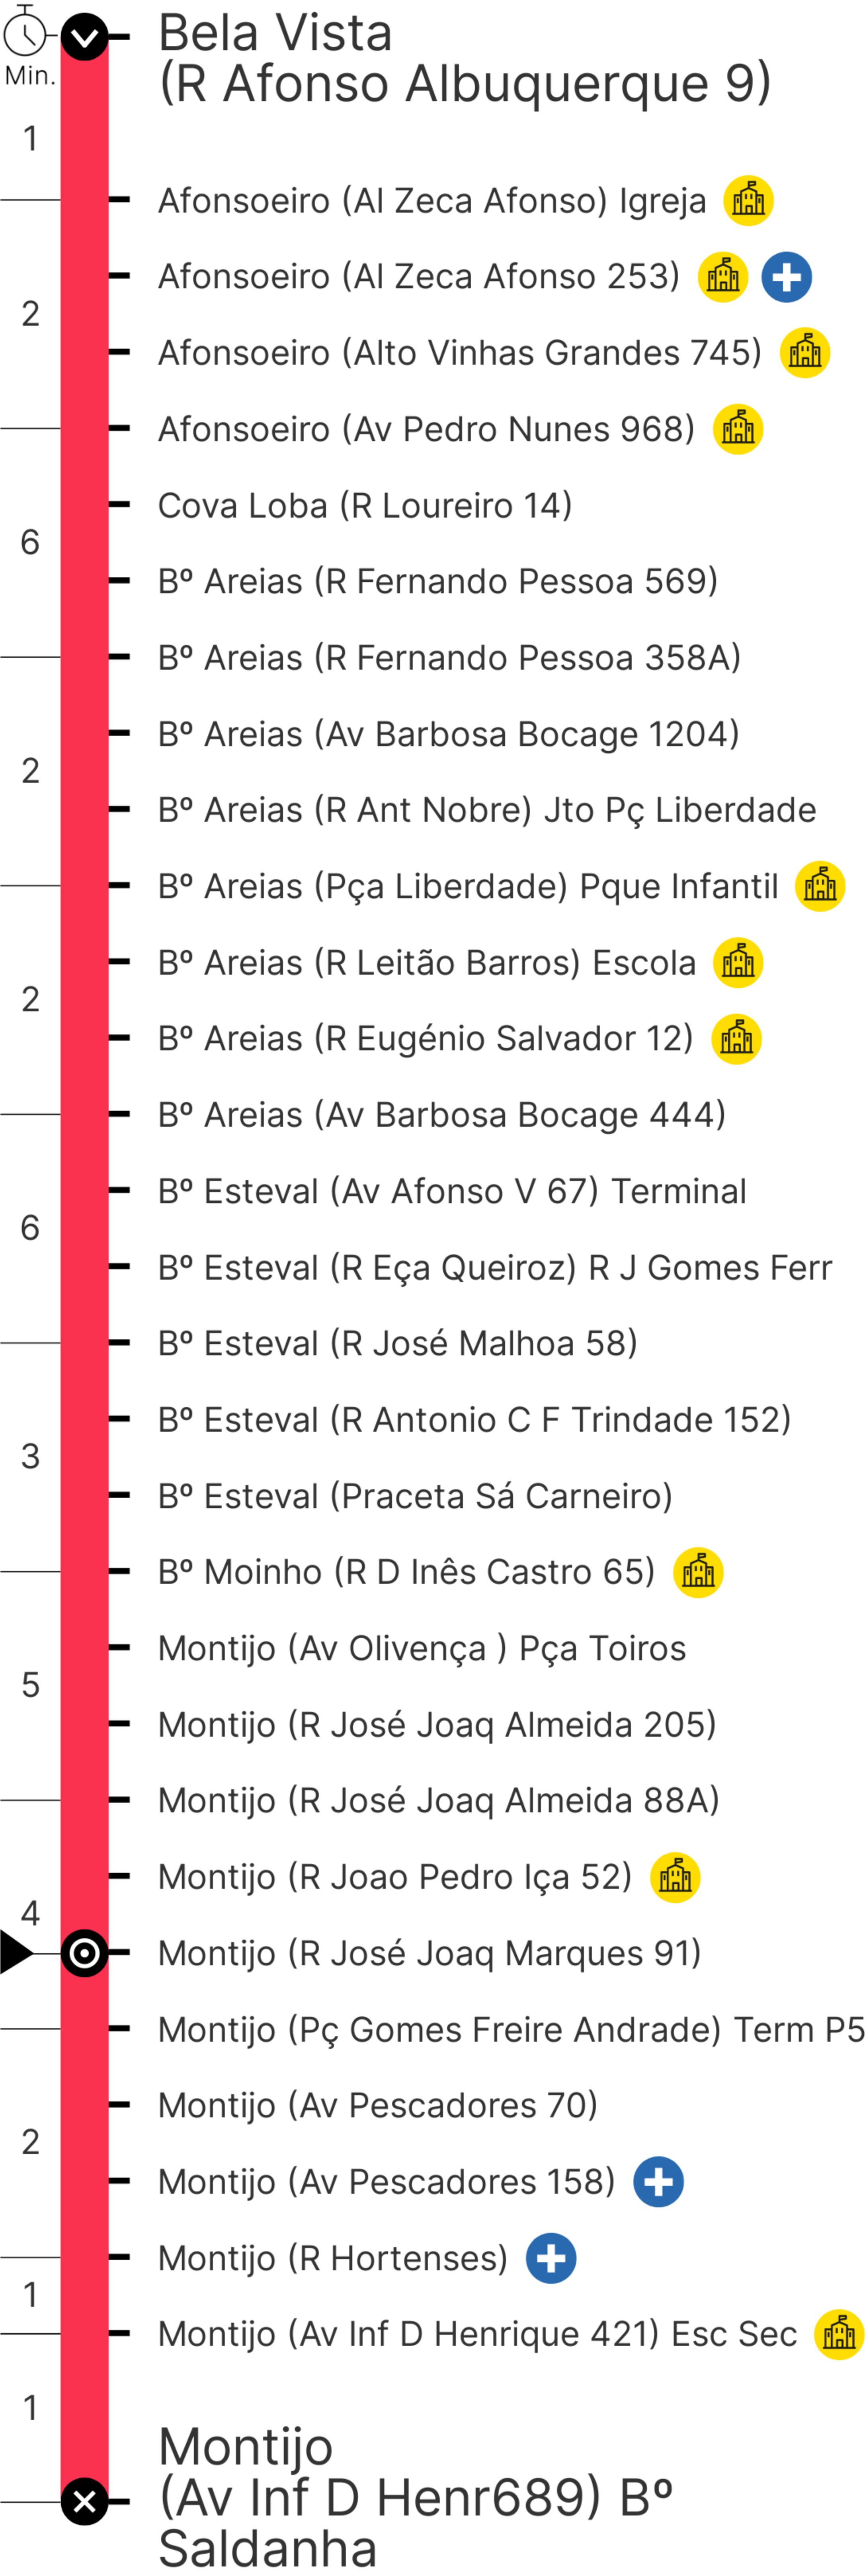 Min.
Bela Vista
(R Afonso Albuquerque 9)
1
Afonsoeiro (Al Zeca Afonso) Igreja
Afonsoeiro (Al Zeca Afonso 253)
2
Afonsoeiro (Alto Vinhas Grandes 745)
Afonsoeiro (Av Pedro Nunes 968)
Cova Loba (R Loureiro 14)
6
Bº Areias (R Fernando Pessoa 569)
Bº Areias (R Fernando Pessoa 358A)
Bº Areias (Av Barbosa Bocage 1204)
2
Bº Areias (R Ant Nobre) Jto Pç Liberdade
Bº Areias (Pça Liberdade) Pque Infantil
Bº Areias (R Leitão Barros) Escola
2
Bº Areias (R Eugénio Salvador 12)
Bº Areias (Av Barbosa Bocage 444)
Bº Esteval (Av Afonso V 67) Terminal
6
Bº Esteval (R Eça Queiroz) R J Gomes Ferr
Bº Esteval (R José Malhoa 58)
Bº Esteval (R Antonio C F Trindade 152)
3
Bº Esteval (Praceta Sá Carneiro)
Bº Moinho (R D Inês Castro 65)
Montijo (Av Olivença ) Pça Toiros
5
Montijo (R José Joaq Almeida 205)
Montijo (R José Joaq Almeida 88A)
Montijo (R Joao Pedro Iça 52)
4
Montijo (R José Joaq Marques 91)
Montijo (Pç Gomes Freire Andrade) Term P5
Montijo (Av Pescadores 70)
2
Montijo (Av Pescadores 158)
Montijo (R Hortenses)
1
Montijo (Av Inf D Henrique 421) Esc Sec
1
Montijo
(Av Inf D Henr689) Bº
Saldanha